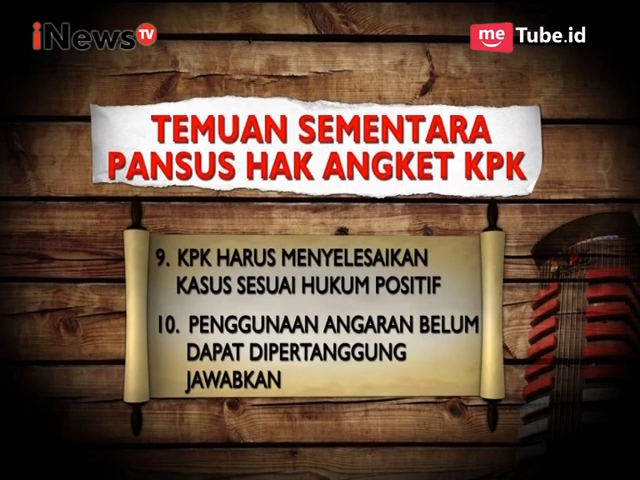 iNews TV
me Tube.id
TEMUAN SEMENTARA
PANSUS HAK ANGKET KPK
9. KPK HARUS MENYELESAIKAN
KASUS SESUAI HUKUM POSITIF
10. PENGGUNAAN ANGARAN BELUM
DAPAT DIPERTANGGUNG
JAWABKAN